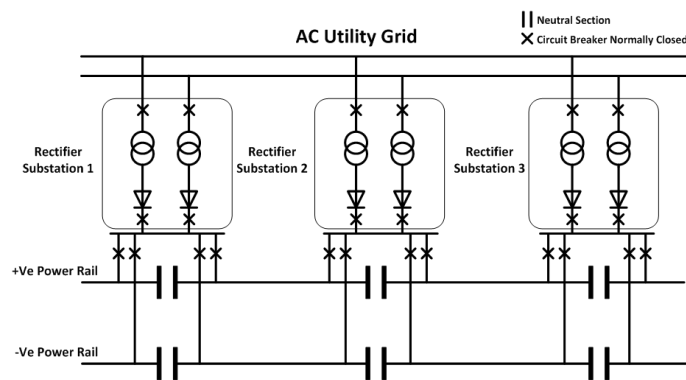 Neutral Section
AC Utility Grid
Circuit Breaker Normally Closed
Rectifier
Substation 1
Rectifier
Substation 2
Rectifier
Substation 3
+Ve Power Rail
-Ve Power Rail